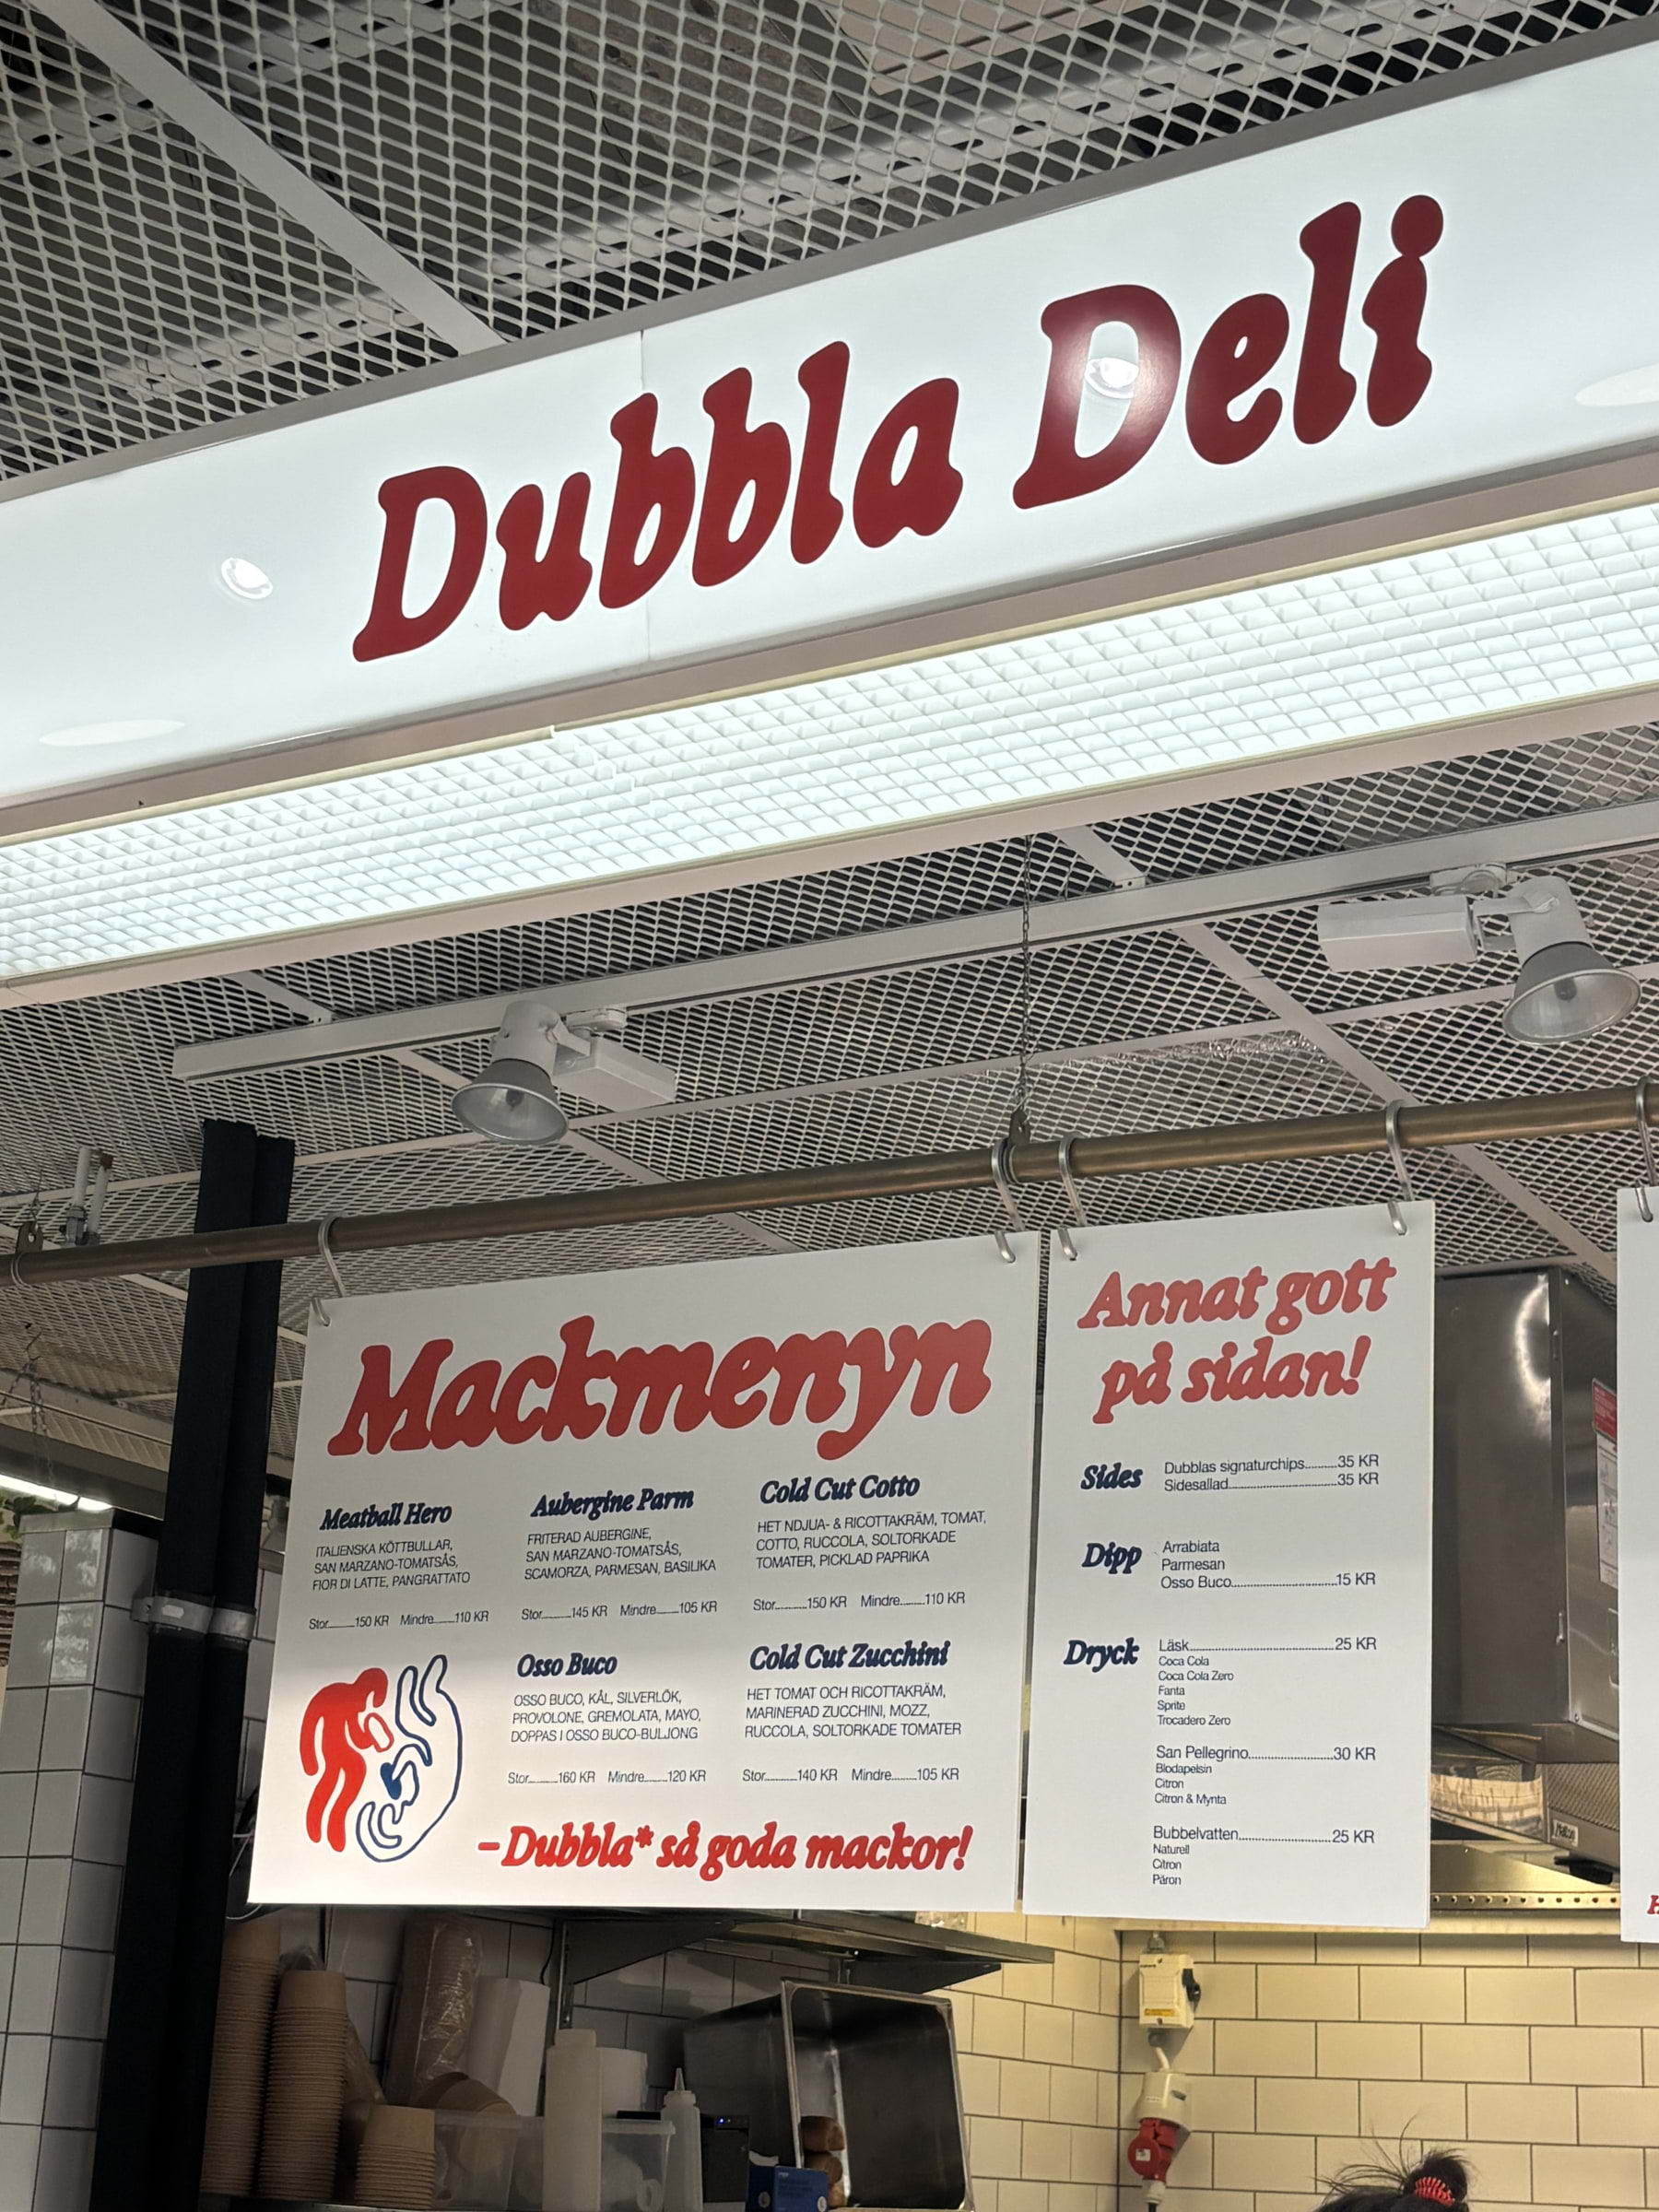 Dubbla Deli
Mackmenyn
Meatball Hero
ITALIENSKA KÖTTBULLAR,
SAN MARZANO-TOMATSÅS,
FIOR DI LATTE, PANGRATTATO
Stor..........150 KR Mindre........110 KR
Aubergine Parm
FRITERAD AUBERGINE,
SAN MARZANO-TOMATSÅS,
SCAMORZA, PARMESAN, BASILIKA
Stor..........145 KR Mindre........105 KR
Cold Cut Cotto
HET NDJUA- & RICOTTAKRÄM, TOMAT,
COTTO, RUCCOLA, SOLTORKADE
TOMATER, PICKLAD PAPRIKA
Stor..........150 KR Mindre........110 KR
Osso Buco
OSSO BUCO, KÅL, SILVERLÖK,
PROVOLONE, GREMOLATA, MAYO,
DOPPAS I OSSO BUCO-BULJONG
Stor..........160 KR Mindre........120 KR
Cold Cut Zucchini
HET TOMAT OCH RICOTTAKRÄM,
MARINERAD ZUCCHINI, MOZZ,
RUCCOLA, SOLTORKADE TOMATER
Stor..........140 KR Mindre........105 KR
– Dubbla* så goda mackor!
Annat gott
på sidan!
Sides
Dubblas signaturchips..........35 KR
Sidesallad..........35 KR
Dipp
Arrabiata
Parmesan
Osso Buco..........15 KR
Dryck
Läsk..........25 KR
Coca Cola
Coca Cola Zero
Fanta
Sprite
Trocadero Zero
San Pellegrino..........30 KR
Blodapelsin
Citron
Citron & Mynta
Bubbelvatten..........25 KR
Naturell
Citron
Päron